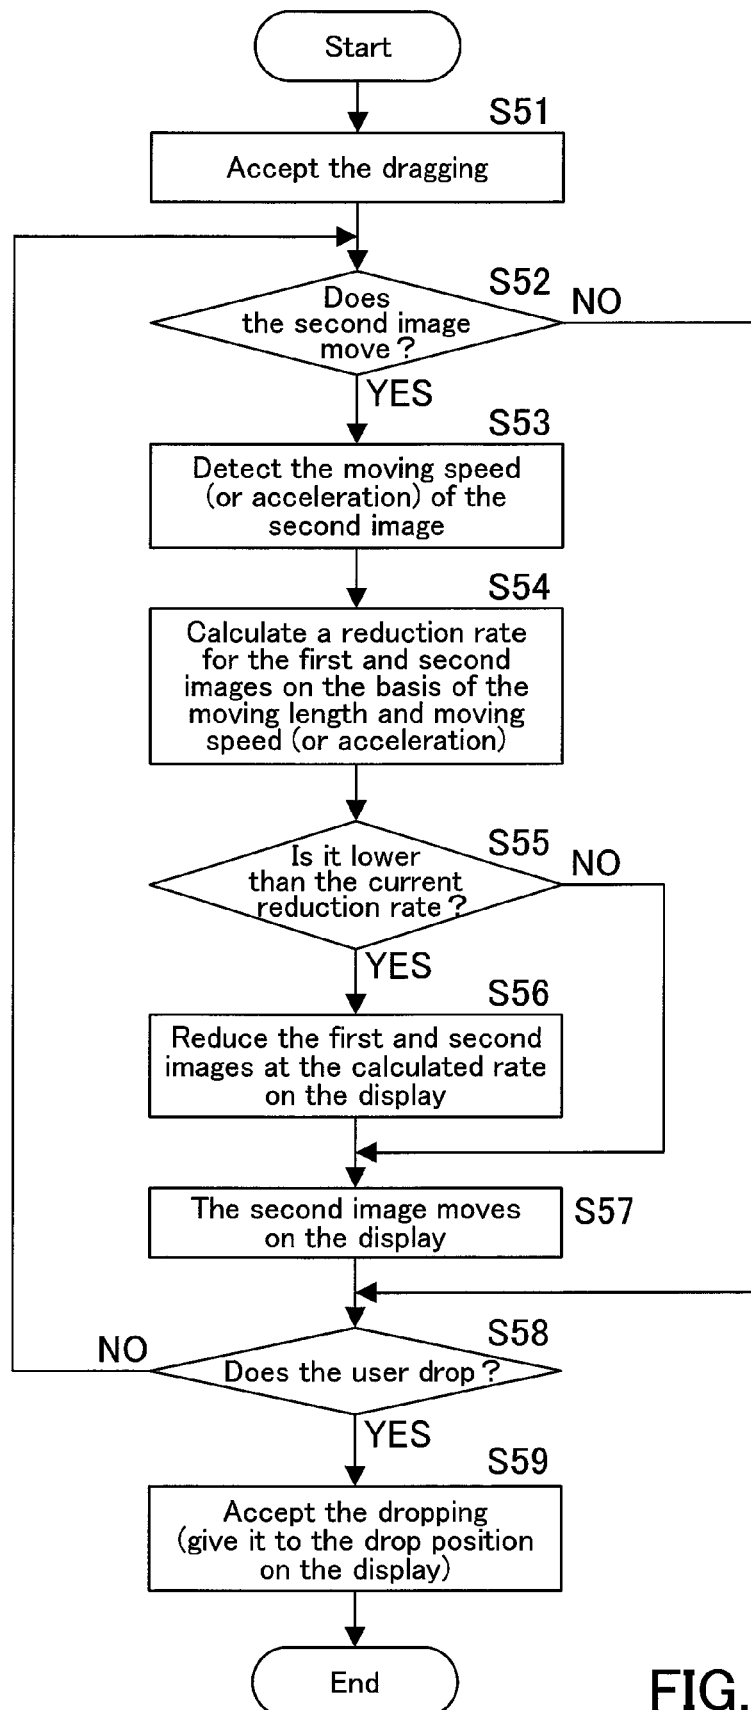 Start
S51
Accept the dragging
S52
Does
the second image
move?
NO
YES
S53
Detect the moving speed
(or acceleration) of the
second image
S54
Calculate a reduction rate
for the first and second
images on the basis of the
moving length and moving
speed (or acceleration)
S55
Is it lower
than the current
reduction rate?
NO
YES
S56
Reduce the first and second
images at the calculated rate
on the display
The second image moves
on the display
S57
S58
NO
Does the user drop?
YES
S59
Accept the dropping
(give it to the drop position
on the display)
End
FIG.